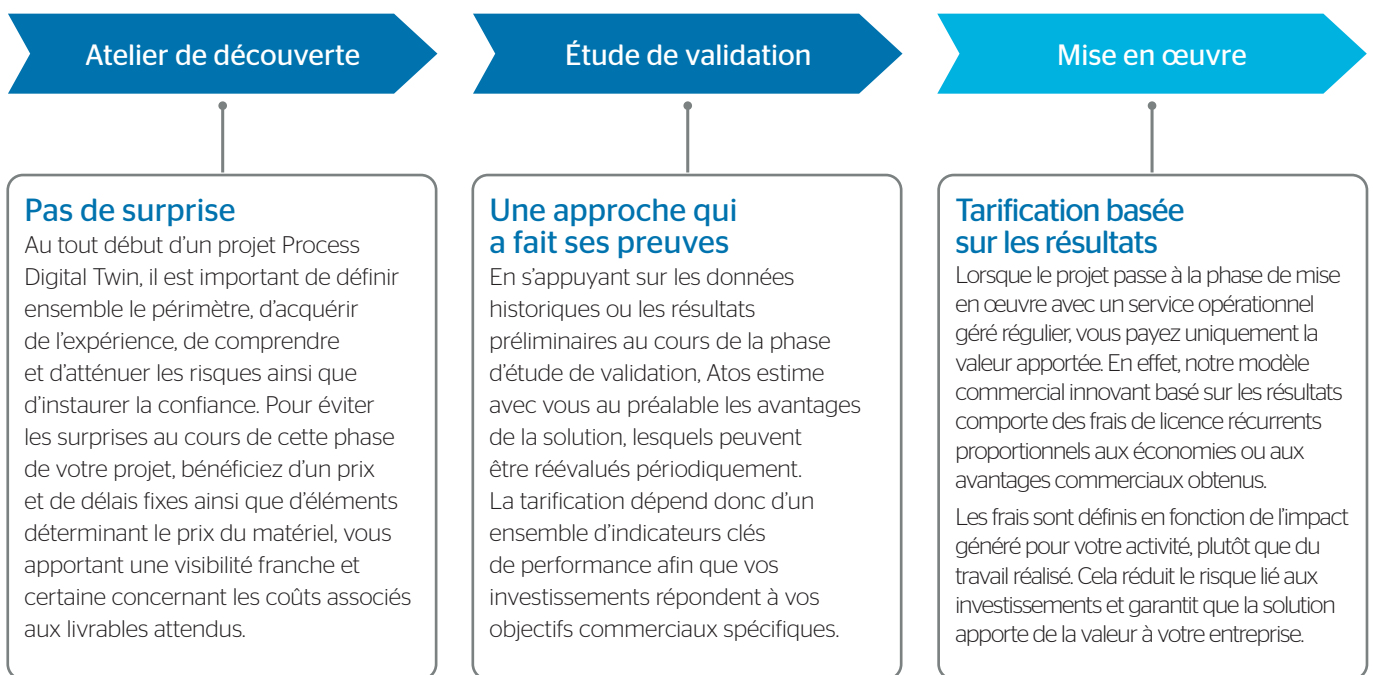 Atelier de découverte
Étude de validation
Mise en œuvre
Pas de surprise
Au tout début d'un projet Process
Digital Twin, il est important de définir
ensemble le périmètre, d'acquérir
de l'expérience, de comprendre
et d'atténuer les risques ainsi que
d'instaurer la confiance. Pour éviter
les surprises au cours de cette phase
de votre projet, bénéficiez d'un prix
et de délais fixes ainsi que d'éléments
déterminant le prix du matériel, vous
apportant une visibilité franche et
certaine concernant les coûts associés
aux livrables attendus.
Une approche qui
a fait ses preuves
En s'appuyant sur les données
historiques ou les résultats
préliminaires au cours de la phase
d'étude de validation, Atos estime
avec vous au préalable les avantages
de la solution, lesquels peuvent
être réévalués périodiquement.
La tarification dépend donc d'un
ensemble d'indicateurs clés
de performance afin que vos
investissements répondent à vos
objectifs commerciaux spécifiques.
Tarification basée
sur les résultats
Lorsque le projet passe à la phase de mise
en œuvre avec un service opérationnel
géré régulier, vous payez uniquement la
valeur apportée. En effet, notre modèle
commercial innovant basé sur les résultats
comporte des frais de licence récurrents
proportionnels aux économies ou aux
avantages commerciaux obtenus.
Les frais sont définis en fonction de l'impact
généré pour votre activité, plutôt que du
travail réalisé. Cela réduit le risque lié aux
investissements et garantit que la solution
apporte de la valeur à votre entreprise.